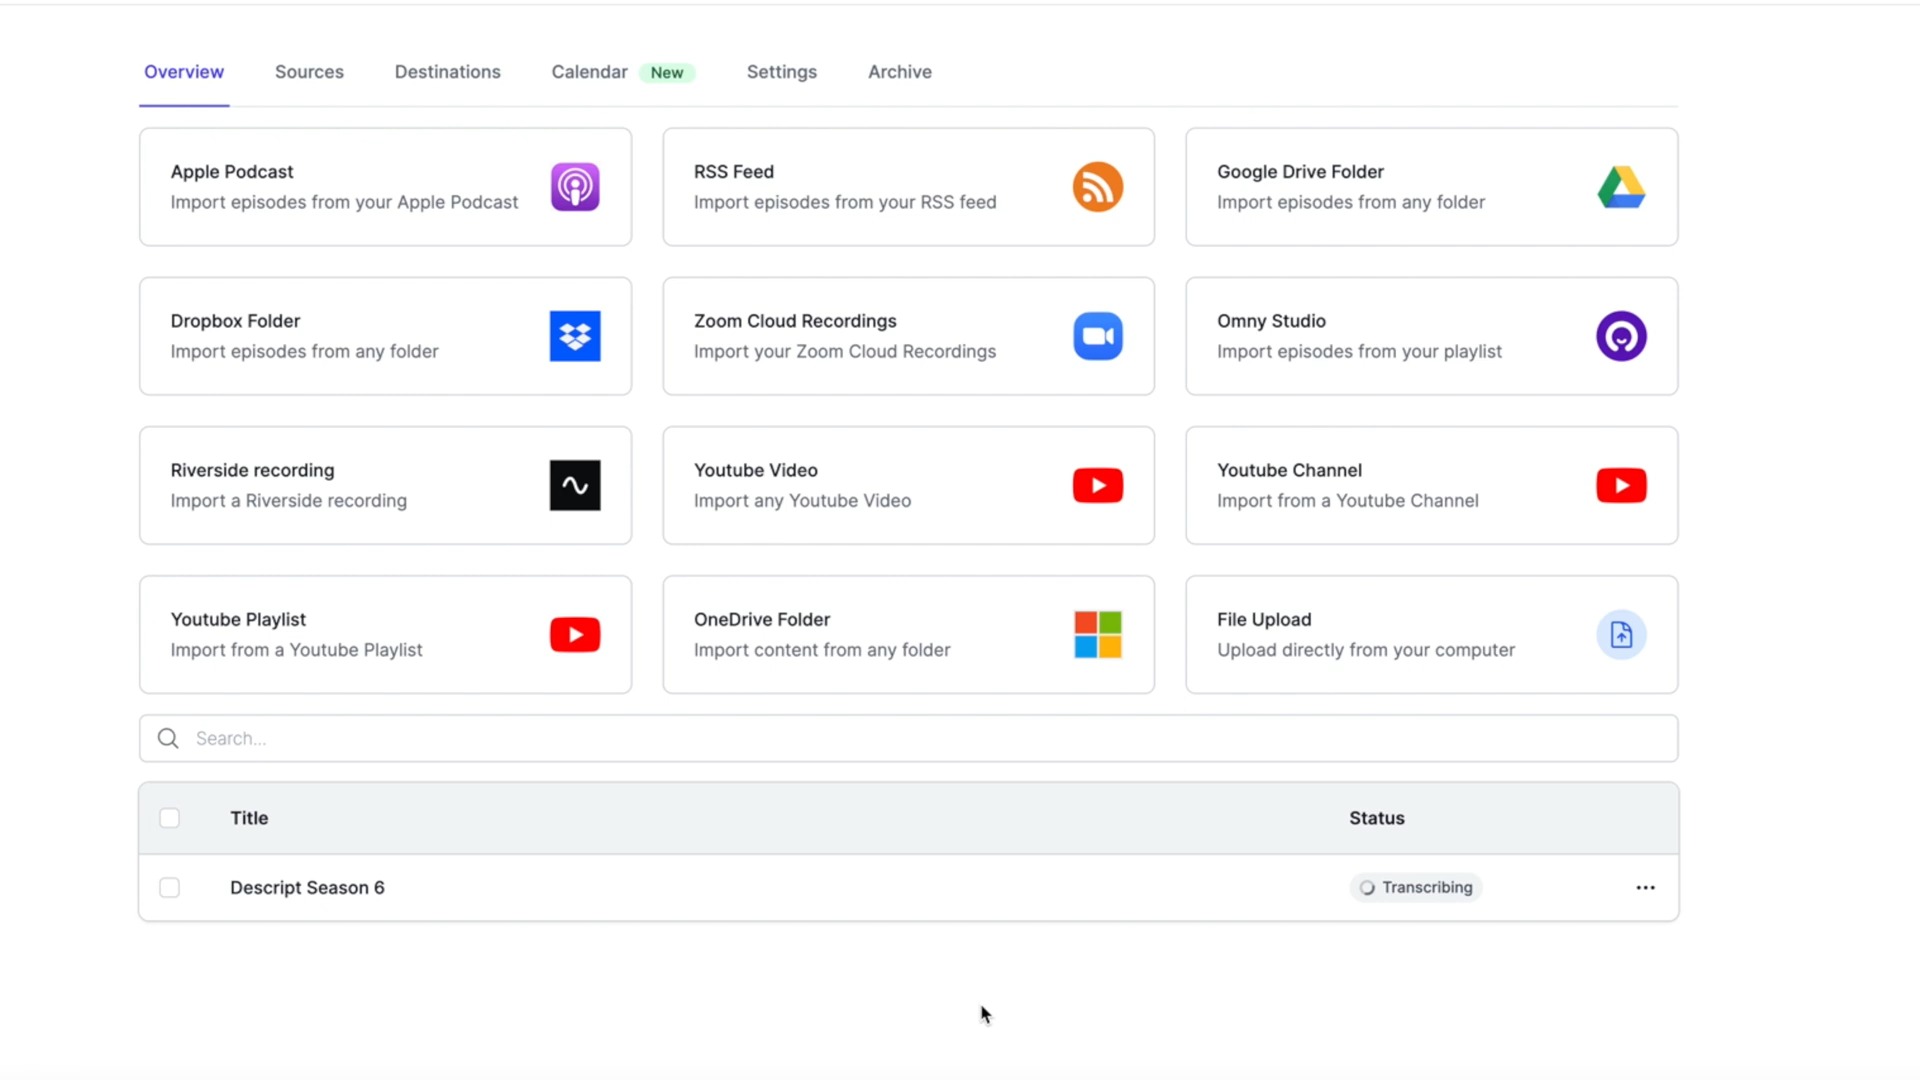 Overview Sources Destinations Calendar New Settings Archive
Apple Podcast
Import episodes from your Apple Podcast
RSS Feed
Import episodes from your RSS feed
Google Drive Folder
Import episodes from any folder
Dropbox Folder
Import episodes from any folder
Zoom Cloud Recordings
Import your Zoom Cloud Recordings
Omny Studio
Import episodes from your playlist
Riverside recording
Import a Riverside recording
Youtube Video
Import any Youtube Video
Youtube Channel
Import from a Youtube Channel
Youtube Playlist
Import from a Youtube Playlist
OneDrive Folder
Import content from any folder
File Upload
Upload directly from your computer
Search...
Title Status
Descript Season 6 Transcribing